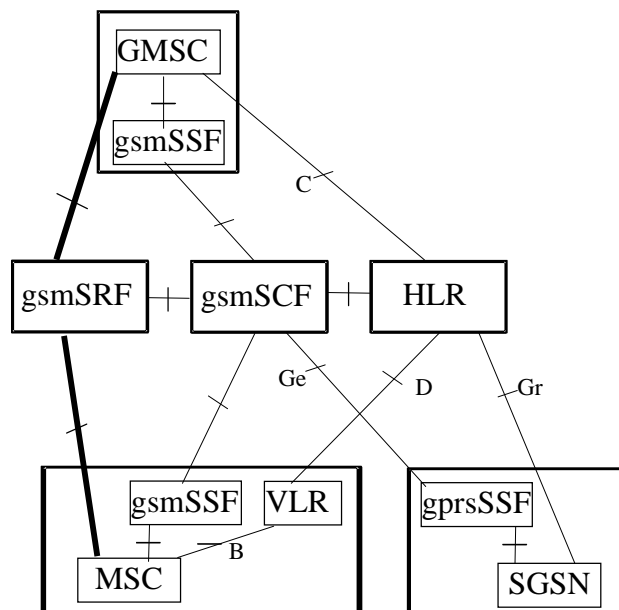 GMSC
gsmSSF
C
gsmSRF
gsmSCF
HLR
Ge
D
Gr
gsmSSF
VLR
gprsSSF
B
MSC
SGSN